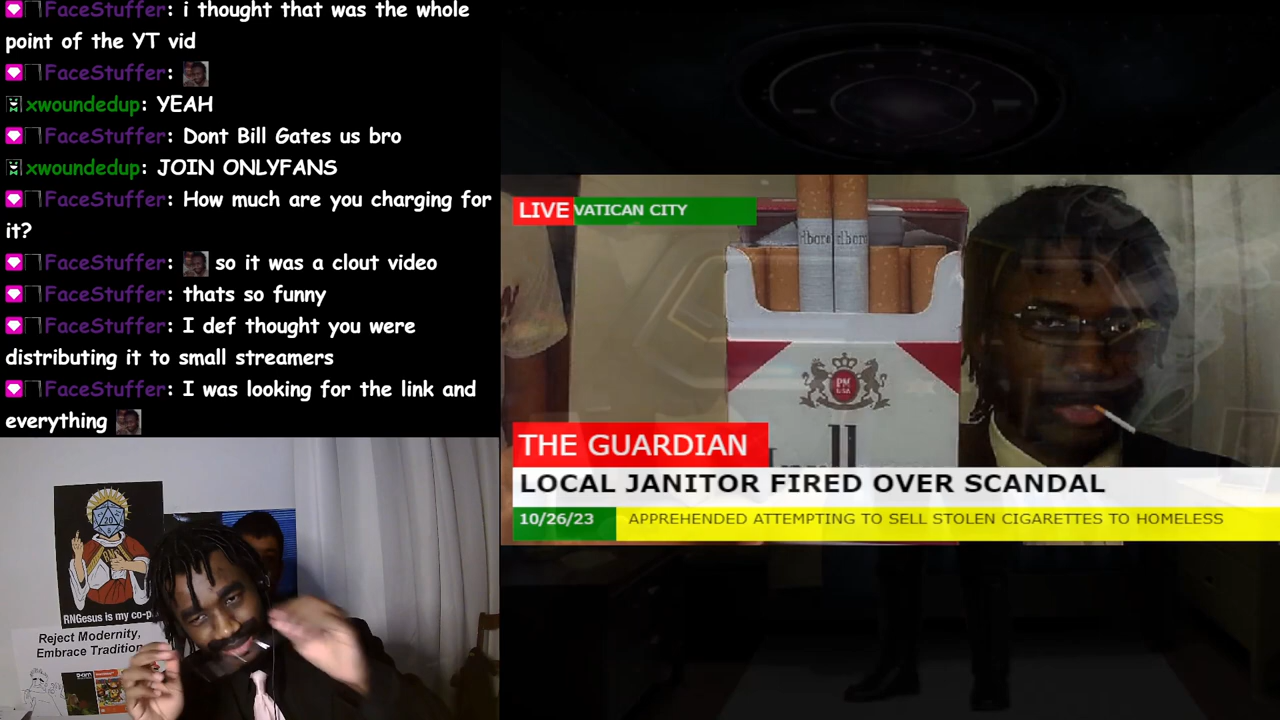 FaceStuffer: i thought that was the whole
point of the YT vid
FaceStuffer:
xwoundedup: YEAH
FaceStuffer: Dont Bill Gates us bro
xwoundedup: JOIN ONLYFANS
FaceStuffer: How much are you charging for
it?
FaceStuffer: so it was a clout video
FaceStuffer: thats so funny
FaceStuffer: I def thought you were
distributing it to small streamers
FaceStuffer: I was looking for the link and
everything
LIVE VATICAN CITY
rlboro rlboro
PM
THE GUARDIAN
LOCAL JANITOR FIRED OVER SCANDAL
10/26/23 APPREHENDED ATTEMPTING TO SELL STOLEN CIGARETTES TO HOMELESS
20
RNGesus is my co-p
Reject Modernity,
Embrace Tradition